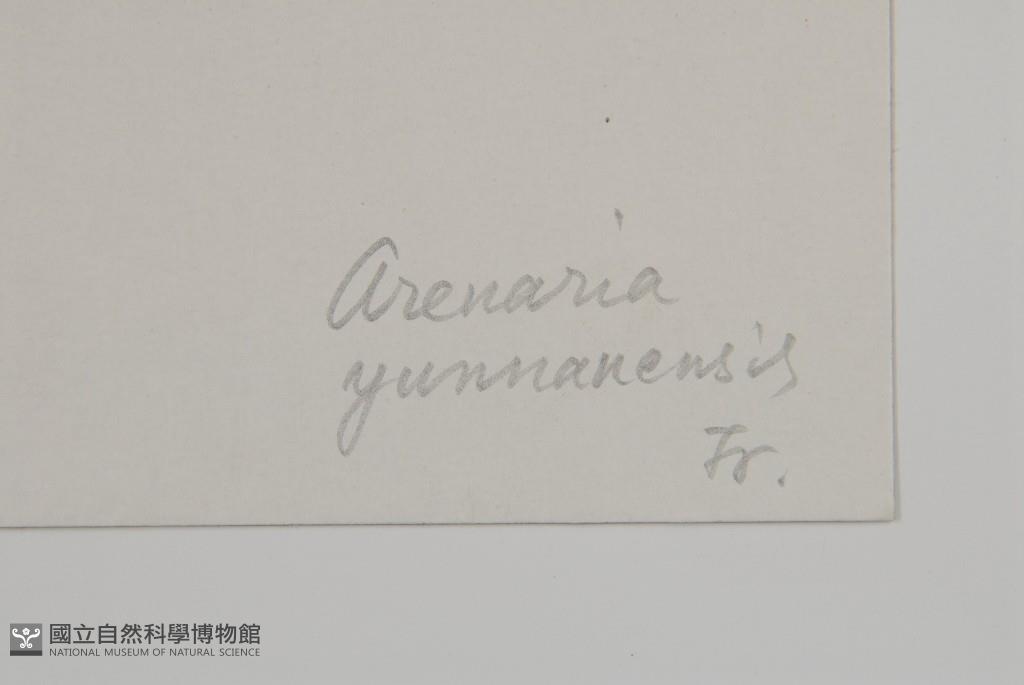 Arenaria
yunnanensis
Fr.
國立自然科學博物館
NATIONAL MUSEUM OF NATURAL SCIENCE